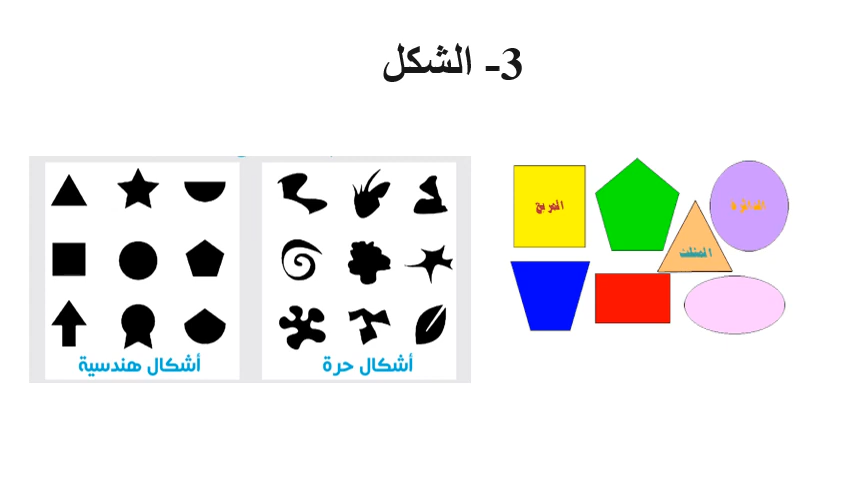 3- الشكل
المربع
الدائرة
المثلث
أشكال هندسية
أشكال حرة